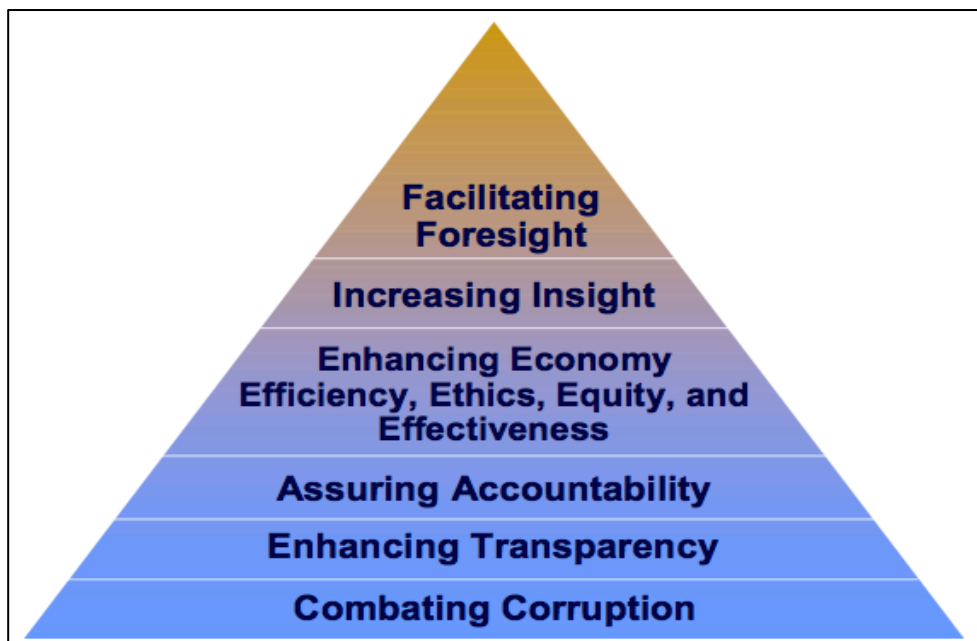 Facilitating
Foresight
Increasing Insight
Enhancing Economy
Efficiency, Ethics, Equity, and
Effectiveness
Assuring Accountability
Enhancing Transparency
Combating Corruption